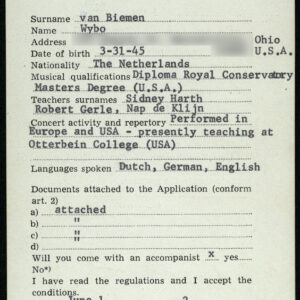 Surname van Biemen
Name Wybo
Address Ohio
Date of birth 3-31-45 U.S.A.
Nationality The Netherlands
Musical qualifications Diploma Royal Conservatory
Masters Degree (U.S.A.)
Teachers surnames Sidney Harth
Robert Gerle, Nap de Klijn
Concert activity and repertory Performed in
Europe and USA - presently teaching at
Otterbein College (USA)
Languages spoken Dutch, German, English
Documents attached to the Application (conform
art. 2)
a) attached
b) "
c) "
d) "
Will you come with an accompanist x yes
No*)
I have read the regulations and I accept the
conditions.